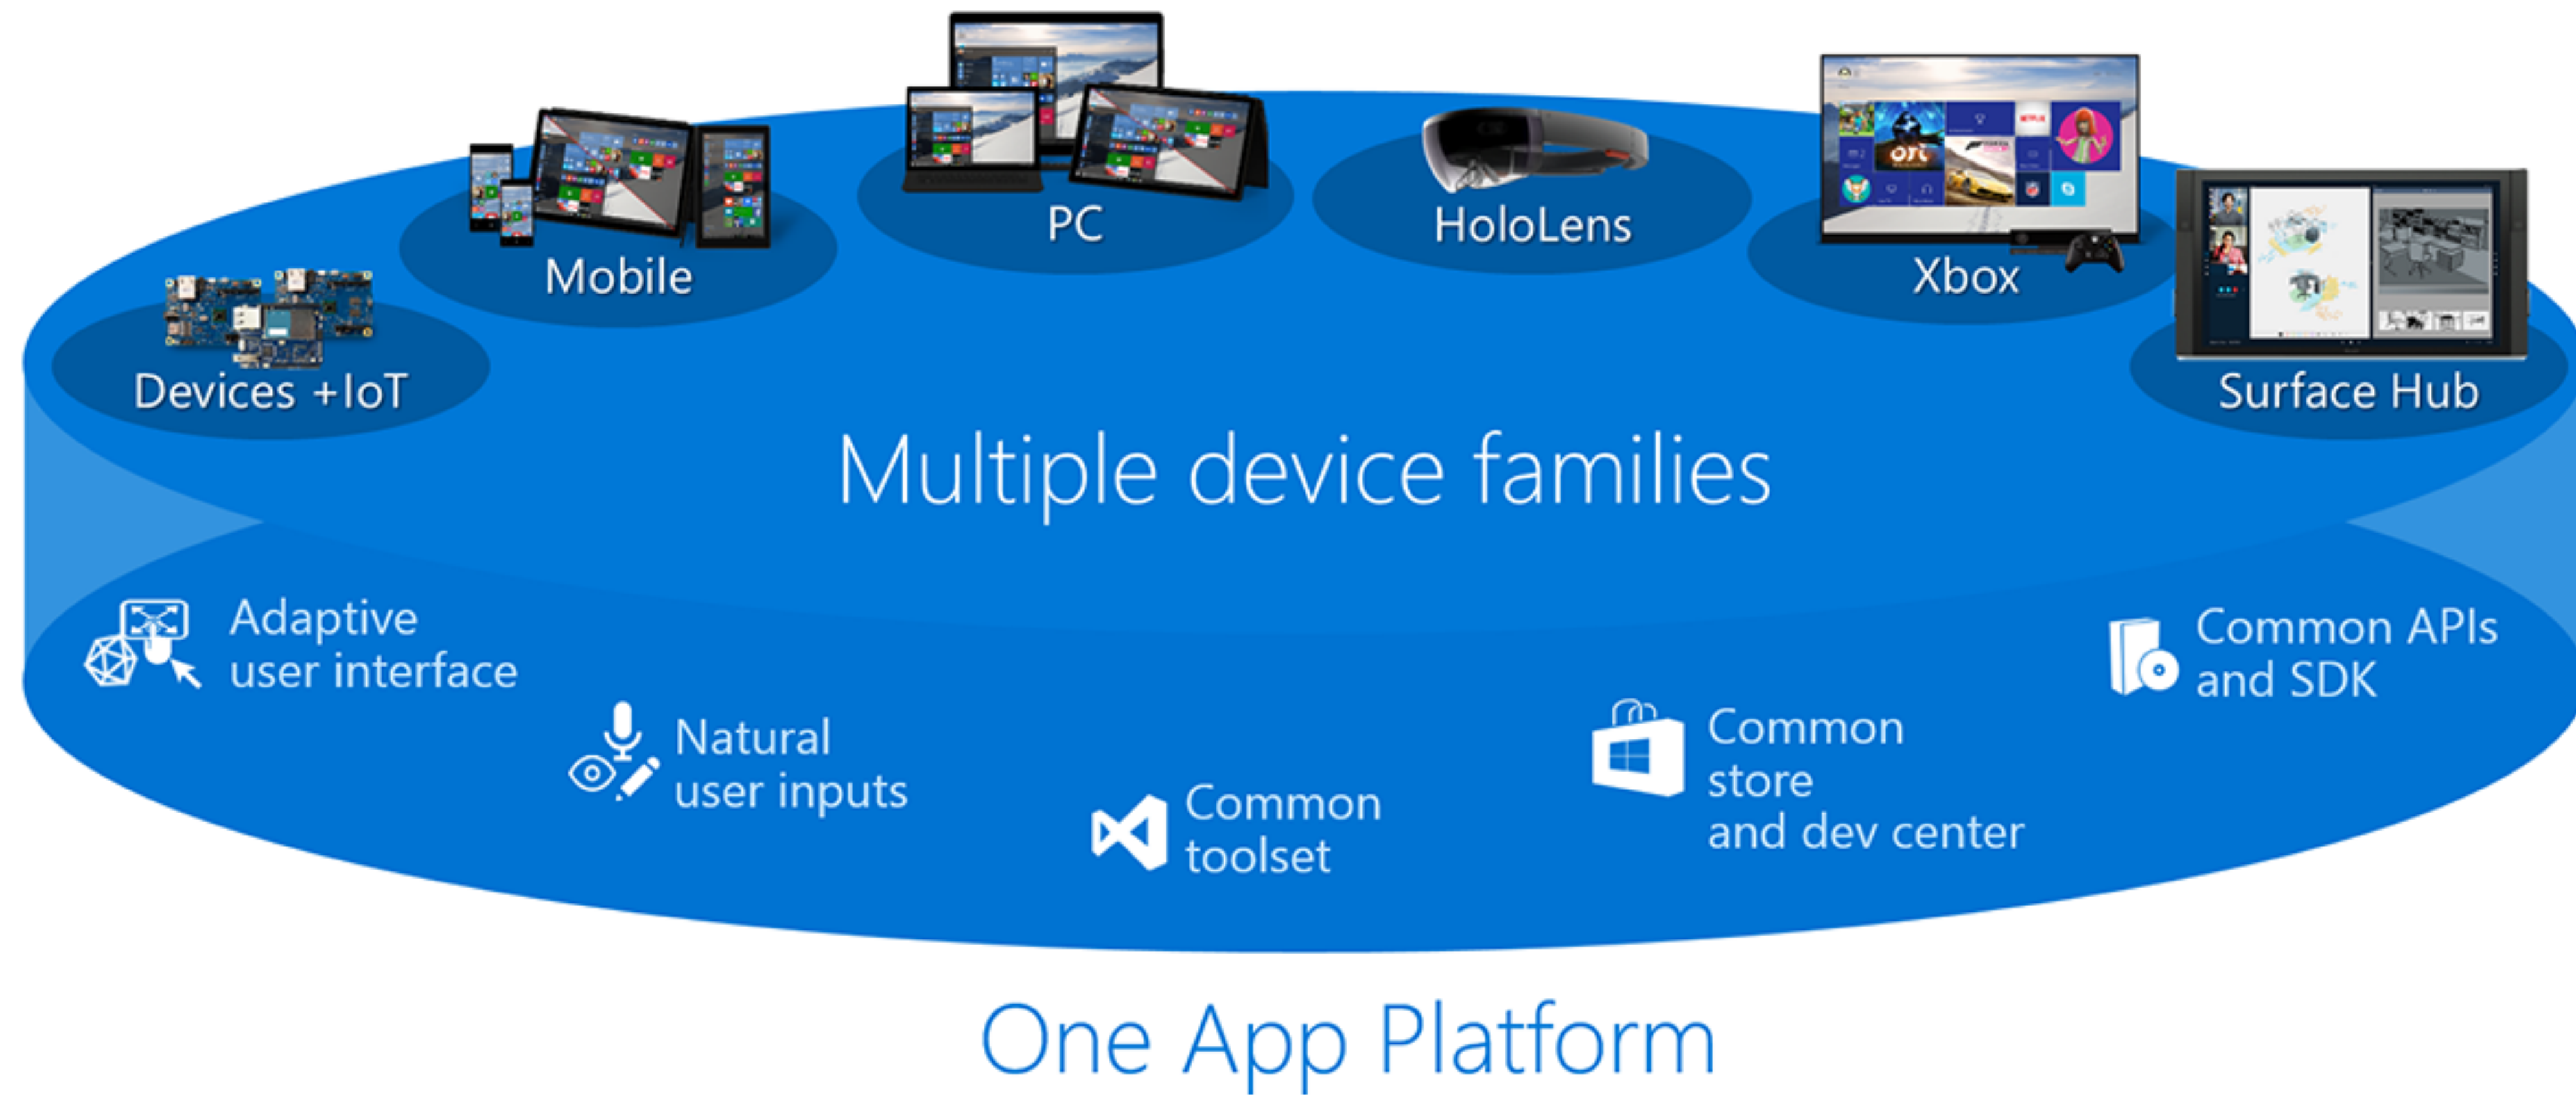 PC
HoloLens
Mobile
Xbox
Devices +IoT
Surface Hub
Multiple device families
Adaptive
user interface
Natural
user inputs
Common
toolset
Common
store
and dev center
Common APIs
and SDK
One App Platform